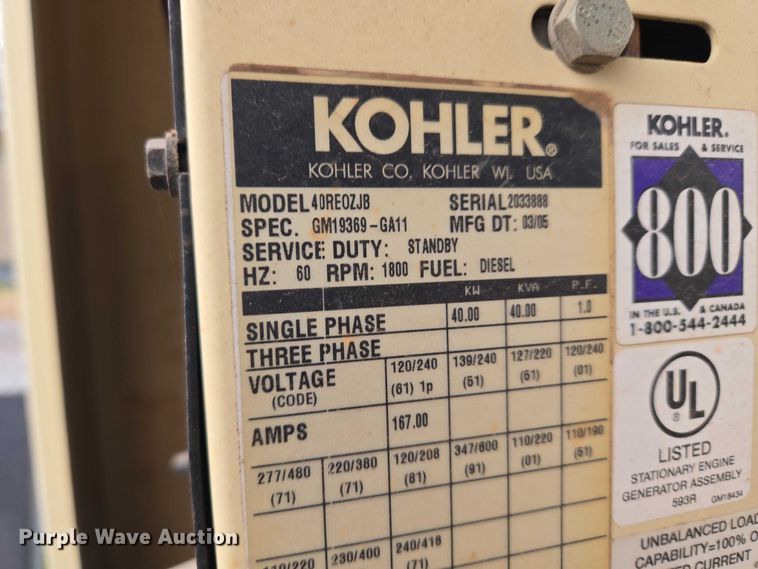 KOHLER®
KOHLER CO. KOHLER WI. USA
MODEL 40REOZJB SERIAL 2033888
SPEC. GM19369-GA11 MFG DT: 03/05
SERVICE DUTY: STANDBY
HZ: 60 RPM: 1800 FUEL: DIESEL
KW KVA P.F.
SINGLE PHASE 40.00 40.00 1.0
THREE PHASE
VOLTAGE 120/240 139/240 127/220 120/240
(CODE) (61) 1p (61) (61) (01)
AMPS 167.00
277/480 220/380 120/208 347/600 110/220 110/190
(71) (71) (81) (91) (01) (61)
230/400 240/416
(71)
KOHLER®
FOR SALES & SERVICE
800
IN THE U.S. & CANADA
1-800-544-2444
UL ®
LISTED
STATIONARY ENGINE
GENERATOR ASSEMBLY
593R GM18434
UNBALANCED
CAPABILITY=100%
CURRENT
Purple Wave Auction